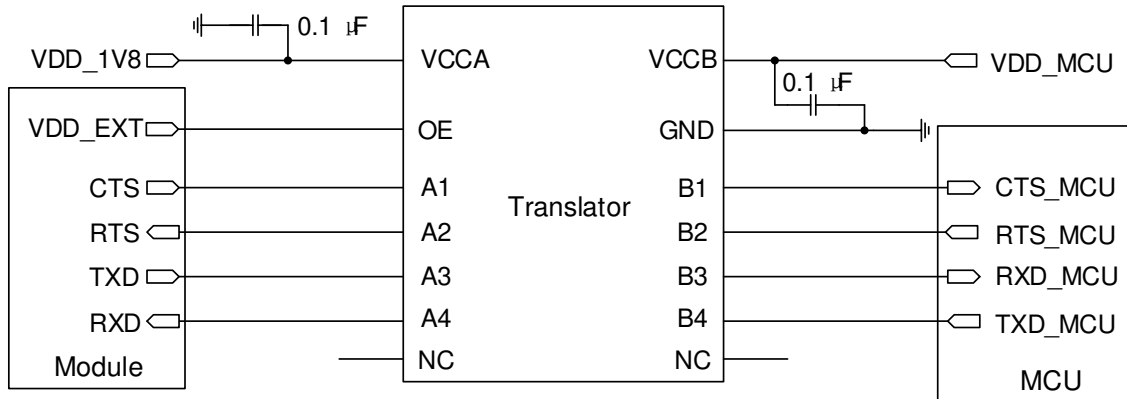 0.1 μF
VDD_1V8 VCCA VCCB VDD_MCU
0.1 μF
VDD_EXT OE GND
CTS A1 B1 CTS_MCU
Translator
RTS A2 B2 RTS_MCU
TXD A3 B3 RXD_MCU
RXD A4 B4 TXD_MCU
Module NC NC
MCU